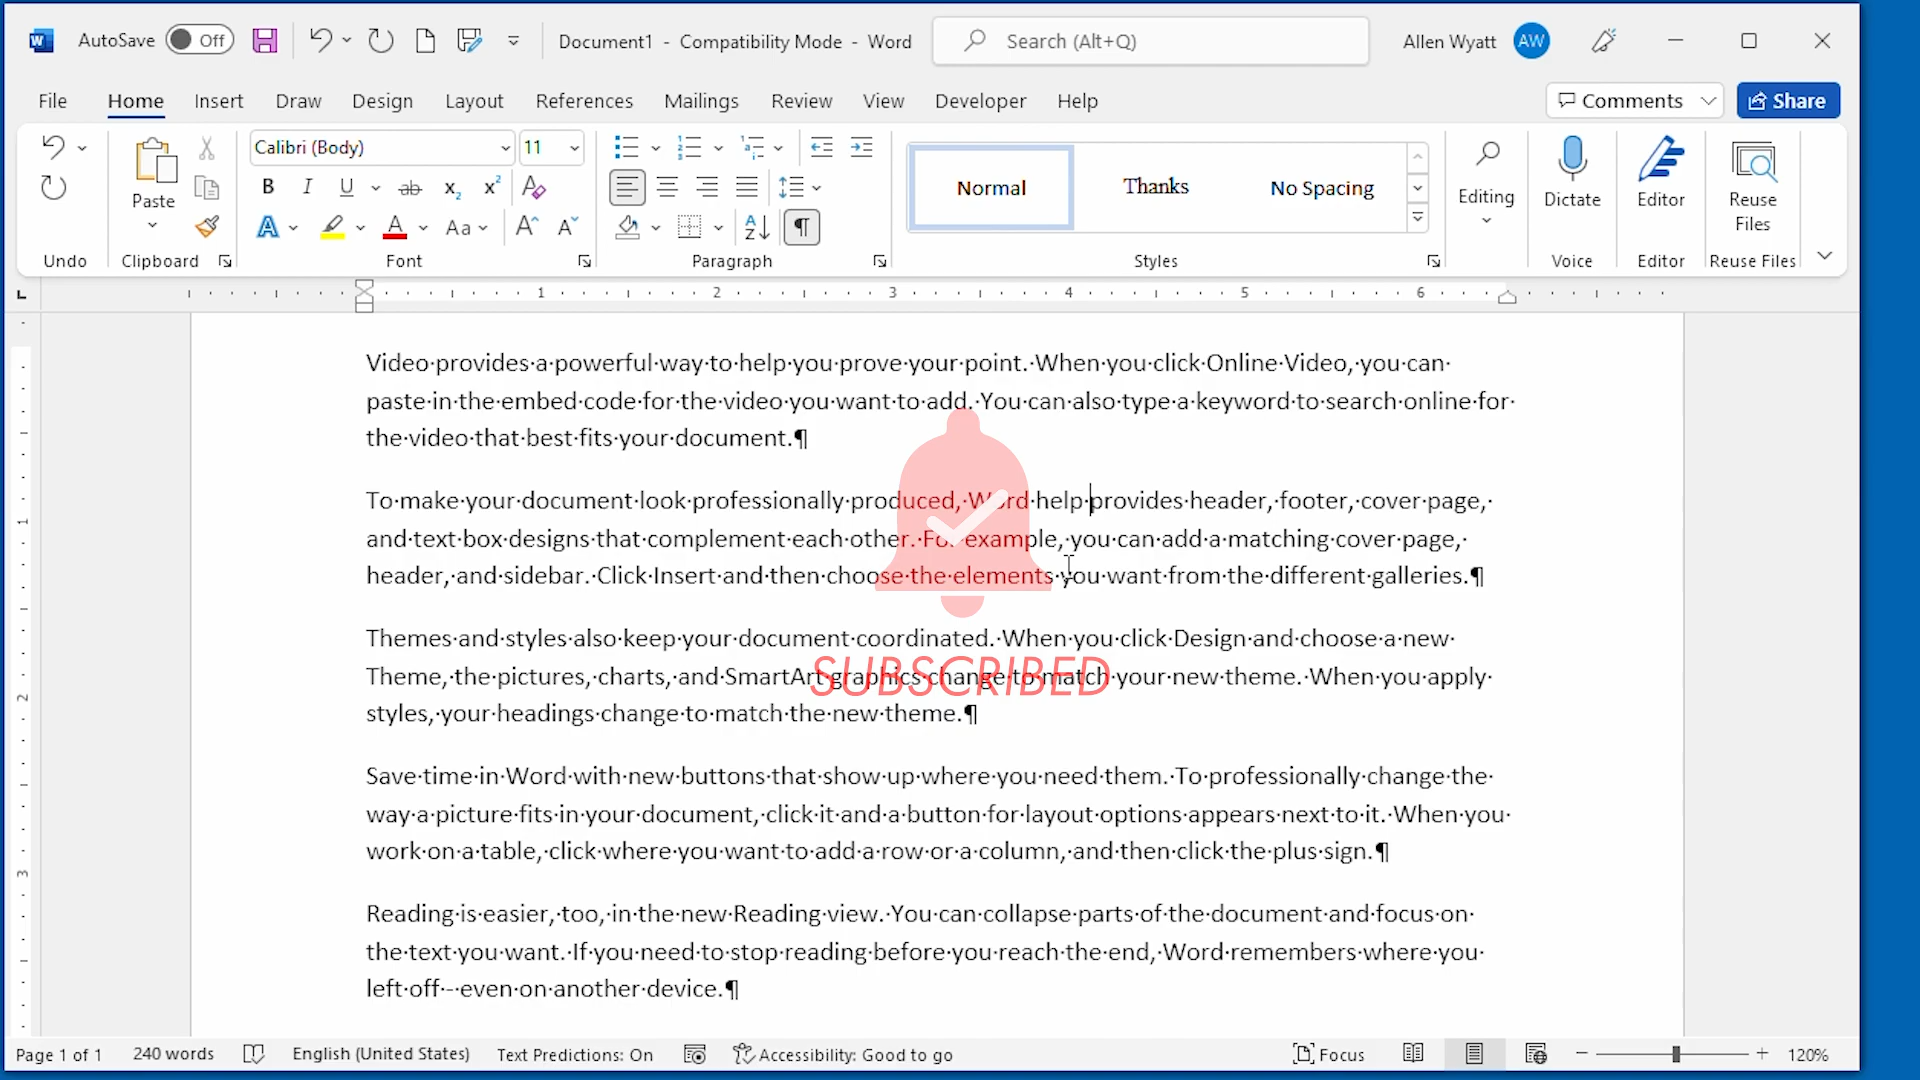 AutoSave Off Document1 - Compatibility Mode - Word Search (Alt+Q) Allen Wyatt AW
File Home Insert Draw Design Layout References Mailings Review View Developer Help Comments Share
Calibri (Body) 11
Paste
Normal Thanks No Spacing
Editing Dictate Editor Reuse Files
Undo Clipboard Font Paragraph Styles Voice Editor Reuse Files
1 2 3 4 5 6
Video·provides·a·powerful·way·to·help·you·prove·your·point.·When·you·click·Online·Video,·you·can·
paste·in·the·embed·code·for·the·video·you·want·to·add.·You·can·also·type·a·keyword·to·search·online·for·
the·video·that·best·fits·your·document.¶
To·make·your·document·look·professionally·produced,·Word·help·provides·header,·footer,·cover·page,·
and·text·box·designs·that·complement·each·other.·For·example,·you·can·add·a·matching·cover·page,·
header,·and·sidebar.·Click·Insert·and·then·choose·the·elements·you·want·from·the·different·galleries.¶
Themes·and·styles·also·keep·your·document·coordinated.·When·you·click·Design·and·choose·a·new·
Theme,·the·pictures,·charts,·and·SmartArt·graphics·change·to·match·your·new·theme.·When·you·apply·
SUBSCRIBED
styles,·your·headings·change·to·match·the·new·theme.¶
Save·time·in·Word·with·new·buttons·that·show·up·where·you·need·them.·To·professionally·change·the·
way·a·picture·fits·in·your·document,·click·it·and·a·button·for·layout·options·appears·next·to·it.·When·you·
work·on·a·table,·click·where·you·want·to·add·a·row·or·a·column,·and·then·click·the·plus·sign.¶
Reading·is·easier,·too,·in·the·new·Reading·view.·You·can·collapse·parts·of·the·document·and·focus·on·
the·text·you·want.·If·you·need·to·stop·reading·before·you·reach·the·end,·Word·remembers·where·you·
left·off·-·even·on·another·device.¶
1
2
3
Page 1 of 1 240 words English (United States) Text Predictions: On Accessibility: Good to go Focus 120%